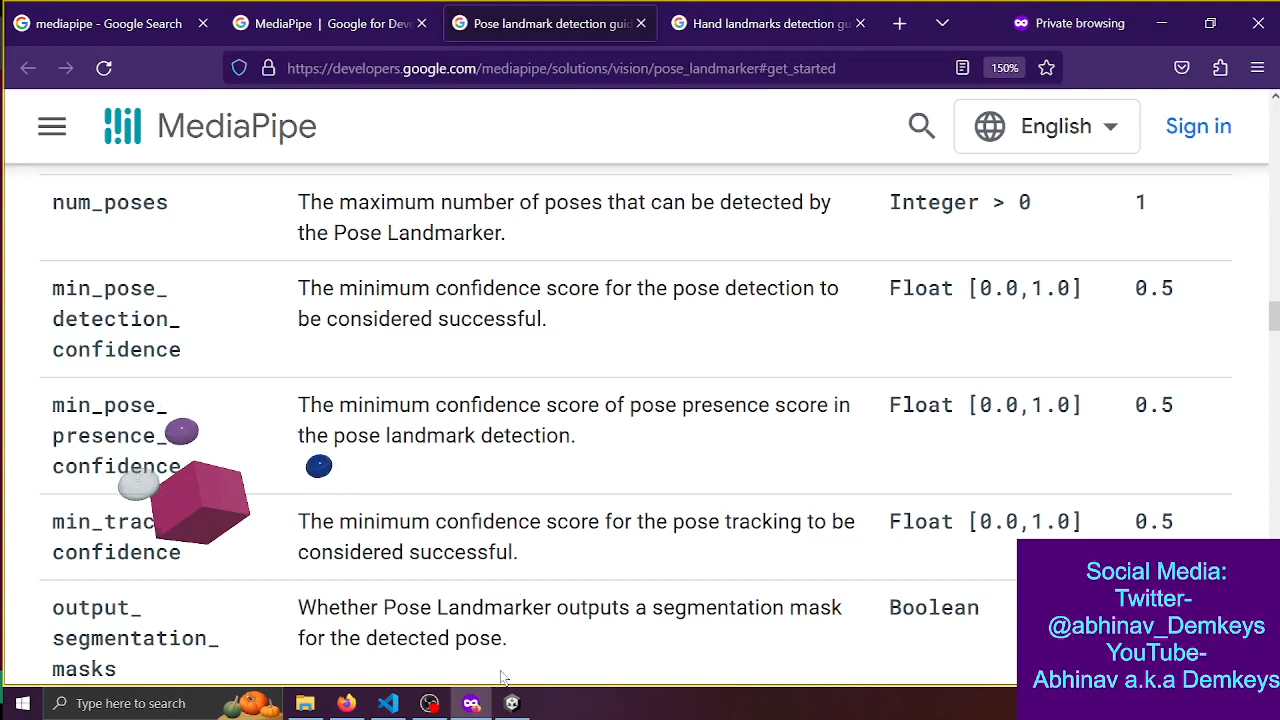 mediapipe - Google Search
MediaPipe | Google for Dev
Pose landmark detection guid
Hand landmarks detection gu
Private browsing
https://developers.google.com/mediapipe/solutions/vision/pose_landmarker#get_started
150%
MediaPipe
English
Sign in
num_poses
The maximum number of poses that can be detected by
the Pose Landmarker.
Integer > 0
1
min_pose_
detection_
confidence
The minimum confidence score for the pose detection to
be considered successful.
Float [0.0,1.0]
0.5
min_pose_
presence_
confidence
The minimum confidence score of pose presence score in
the pose landmark detection.
Float [0.0,1.0]
0.5
min_trac
confidence
The minimum confidence score for the pose tracking to be
considered successful.
Float [0.0,1.0]
0.5
output_
segmentation_
masks
Whether Pose Landmarker outputs a segmentation mask
for the detected pose.
Boolean
Social Media:
Twitter-
@abhinav_Demkeys
YouTube-
Abhinav a.k.a Demkeys
Type here to search